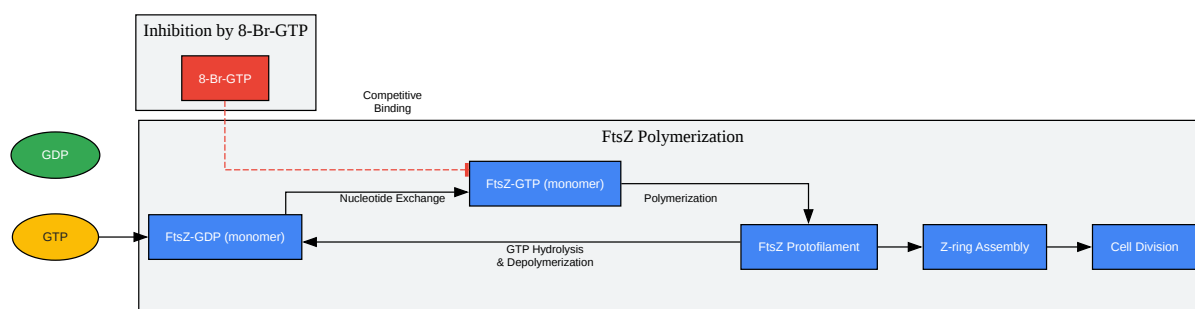 Inhibition by 8-Br-GTP
8-Br-GTP
Competitive
Binding
FtsZ Polymerization
GDP
FtsZ-GTP (monomer)
Nucleotide Exchange
Polymerization
GTP
FtsZ-GDP (monomer)
GTP Hydrolysis
& Depolymerization
FtsZ Protofilament
Z-ring Assembly
Cell Division